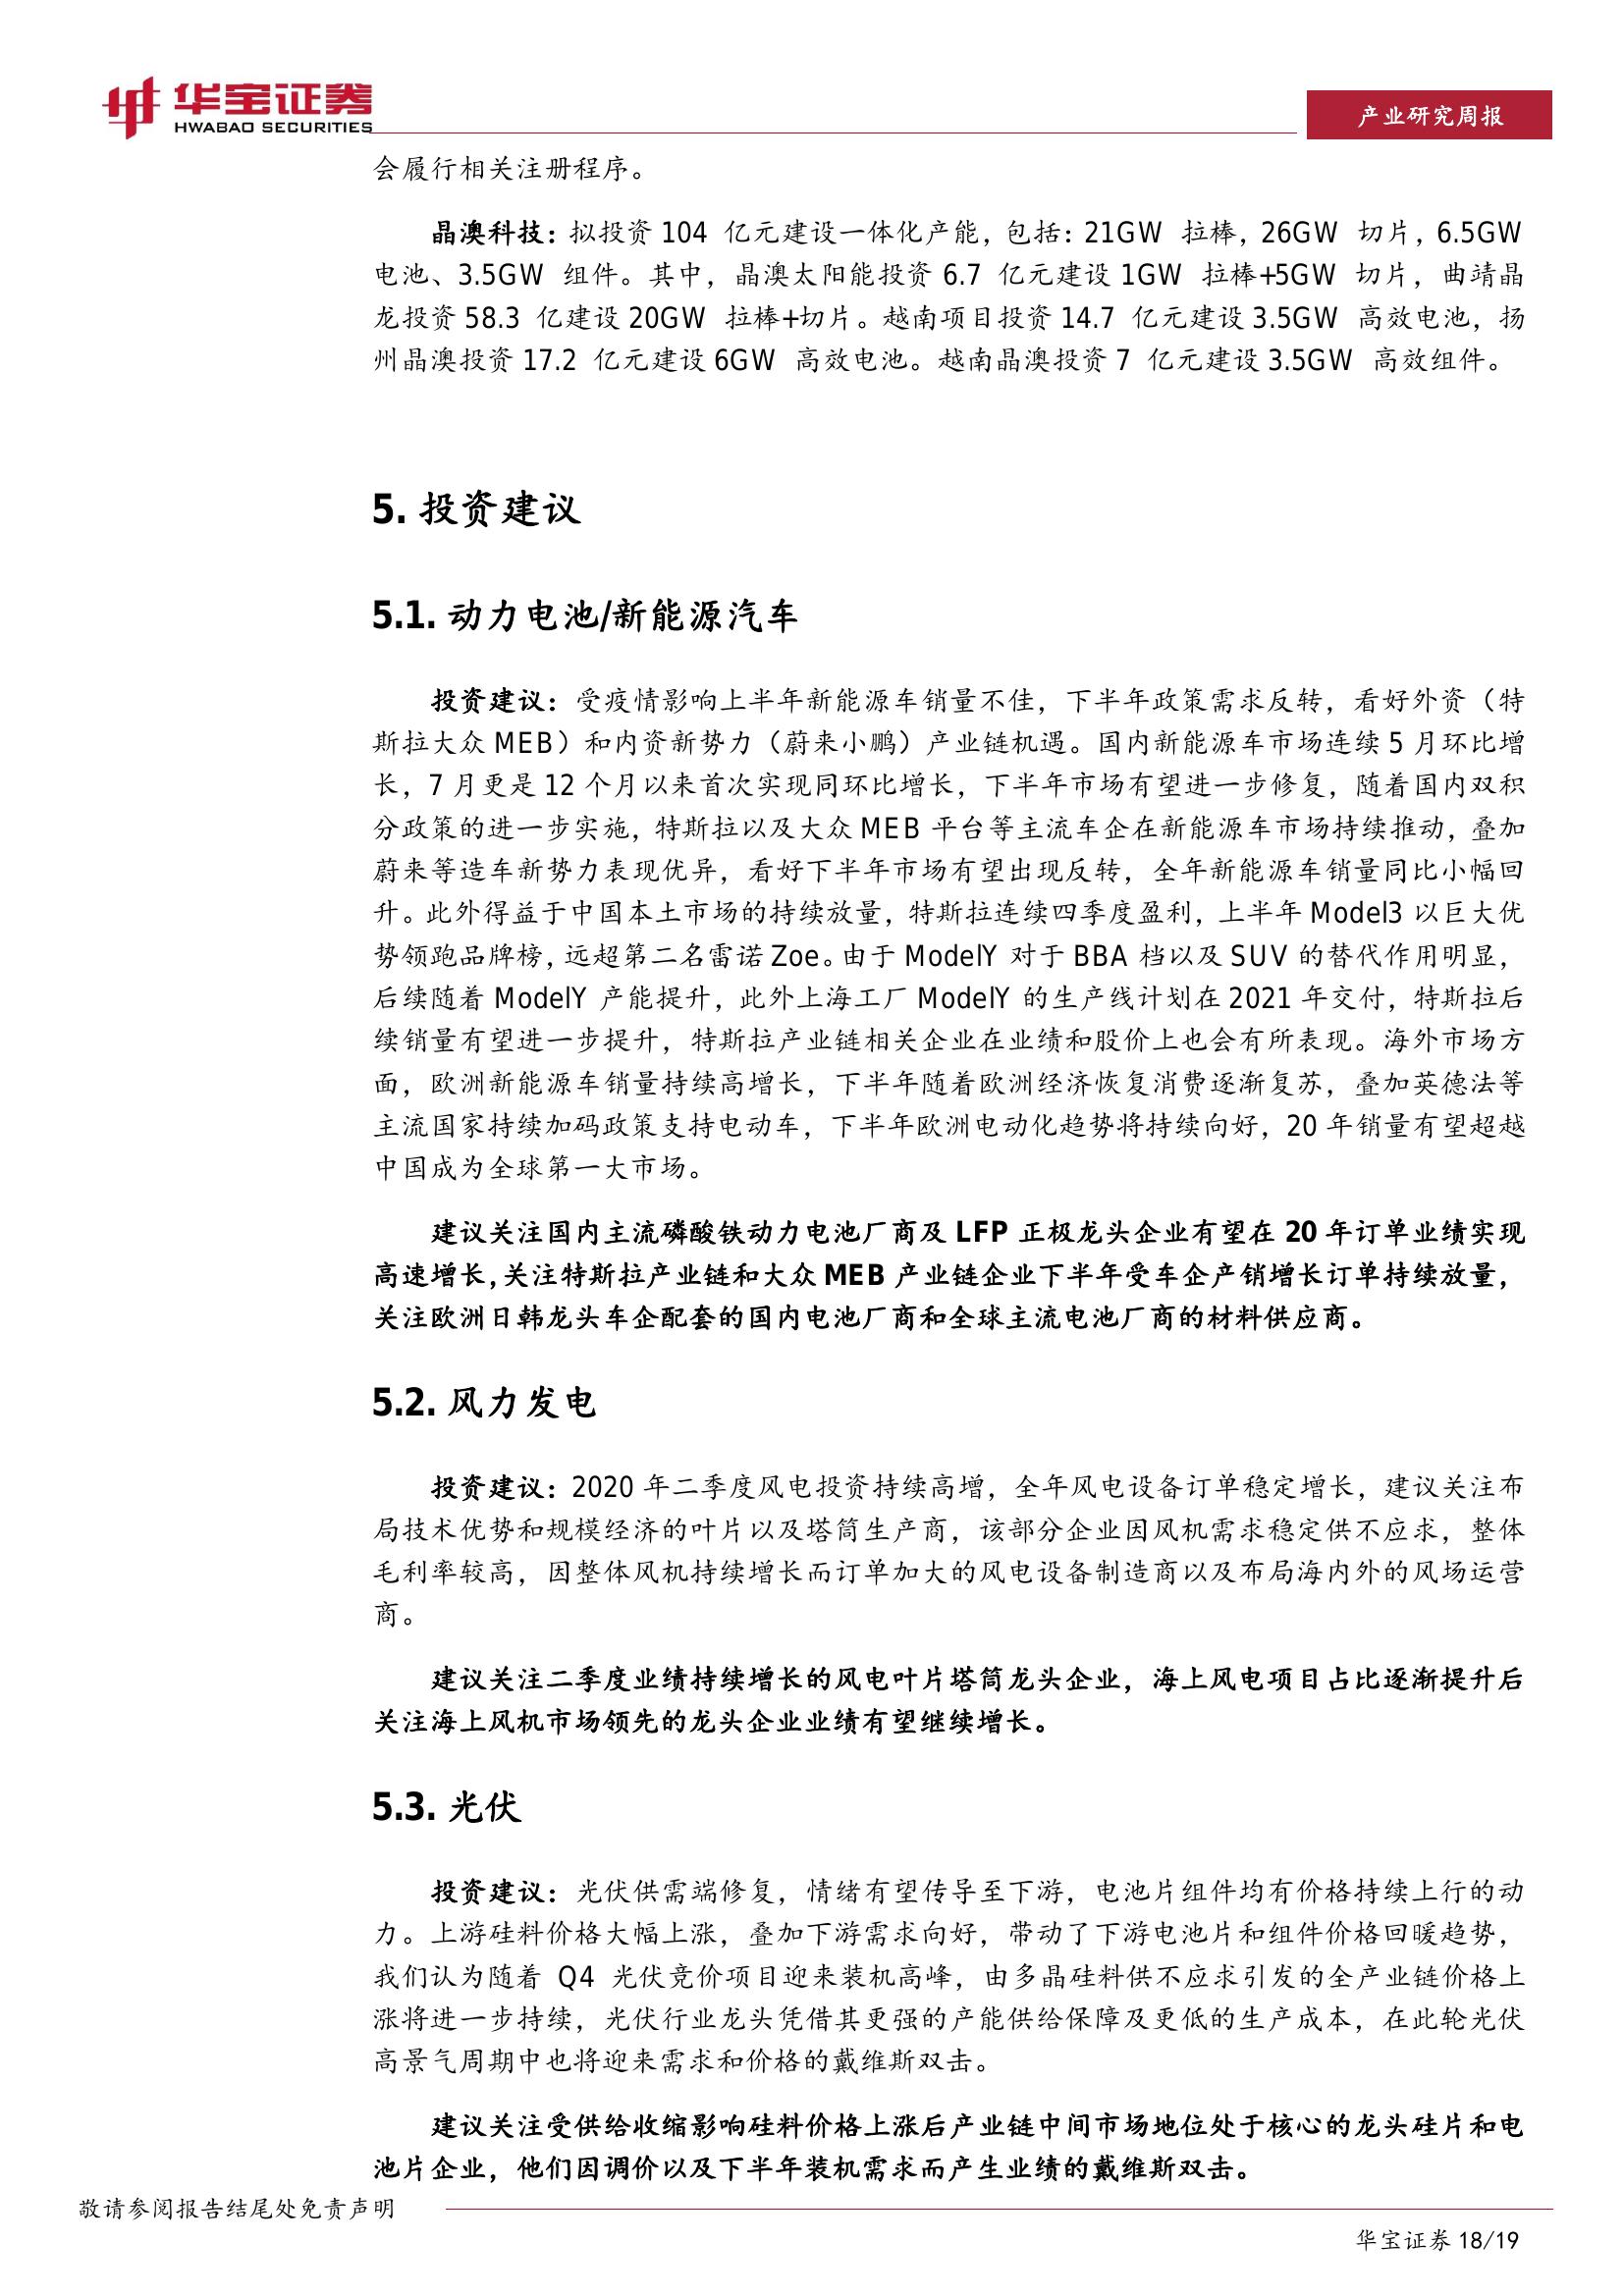 华宝证券
HWABAO SECURITIES
产业研究周报
会履行相关注册程序。
晶澳科技：拟投资 104 亿元建设一体化产能，包括：21GW 拉棒，26GW 切片，6.5GW
电池、3.5GW 组件。其中，晶澳太阳能投资 6.7 亿元建设 1GW 拉棒+5GW 切片，曲靖晶
龙投资 58.3 亿建设 20GW 拉棒+切片。越南项目投资 14.7 亿元建设 3.5GW 高效电池，扬
州晶澳投资 17.2 亿元建设 6GW 高效电池。越南晶澳投资 7 亿元建设 3.5GW 高效组件。
5. 投资建议
5.1. 动力电池/新能源汽车
投资建议：受疫情影响上半年新能源车销量不佳，下半年政策需求反转，看好外资（特
斯拉大众 MEB）和内资新势力（蔚来小鹏）产业链机遇。国内新能源车市场连续 5 月环比增
长，7 月更是 12 个月以来首次实现同环比增长，下半年市场有望进一步修复，随着国内双积
分政策的进一步实施，特斯拉以及大众 MEB 平台等主流车企在新能源车市场持续推动，叠加
蔚来等造车新势力表现优异，看好下半年市场有望出现反转，全年新能源车销量同比小幅回
升。此外得益于中国本土市场的持续放量，特斯拉连续四季度盈利，上半年 Model3 以巨大优
势领跑品牌榜，远超第二名雷诺 Zoe。由于 ModelY 对于 BBA 档以及 SUV 的替代作用明显，
后续随着 ModelY 产能提升，此外上海工厂 ModelY 的生产线计划在 2021 年交付，特斯拉后
续销量有望进一步提升，特斯拉产业链相关企业在业绩和股价上也会有所表现。海外市场方
面，欧洲新能源车销量持续高增长，下半年随着欧洲经济恢复消费逐渐复苏，叠加英德法等
主流国家持续加码政策支持电动车，下半年欧洲电动化趋势将持续向好，20 年销量有望超越
中国成为全球第一大市场。
建议关注国内主流磷酸铁动力电池厂商及 LFP 正极龙头企业有望在 20 年订单业绩实现
高速增长，关注特斯拉产业链和大众 MEB 产业链企业下半年受车企产销增长订单持续放量，
关注欧洲日韩龙头车企配套的国内电池厂商和全球主流电池厂商的材料供应商。
5.2. 风力发电
投资建议：2020 年二季度风电投资持续高增，全年风电设备订单稳定增长，建议关注布
局技术优势和规模经济的叶片以及塔筒生产商，该部分企业因风机需求稳定供不应求，整体
毛利率较高，因整体风机持续增长而订单加大的风电设备制造商以及布局海内外的风场运营
商。
建议关注二季度业绩持续增长的风电叶片塔筒龙头企业，海上风电项目占比逐渐提升后
关注海上风机市场领先的龙头企业业绩有望继续增长。
5.3. 光伏
投资建议：光伏供需端修复，情绪有望传导至下游，电池片组件均有价格持续上行的动
力。上游硅料价格大幅上涨，叠加下游需求向好，带动了下游电池片和组件价格回暖趋势，
我们认为随着 Q4 光伏竞价项目迎来装机高峰，由多晶硅料供不应求引发的全产业链价格上
涨将进一步持续，光伏行业龙头凭借其更强的产能供给保障及更低的生产成本，在此轮光伏
高景气周期中也将迎来需求和价格的戴维斯双击。
建议关注受供给收缩影响硅料价格上涨后产业链中间市场地位处于核心的龙头硅片和电
池片企业，他们因调价以及下半年装机需求而产生业绩的戴维斯双击。
敬请参阅报告结尾处免责声明
华宝证券 18/19